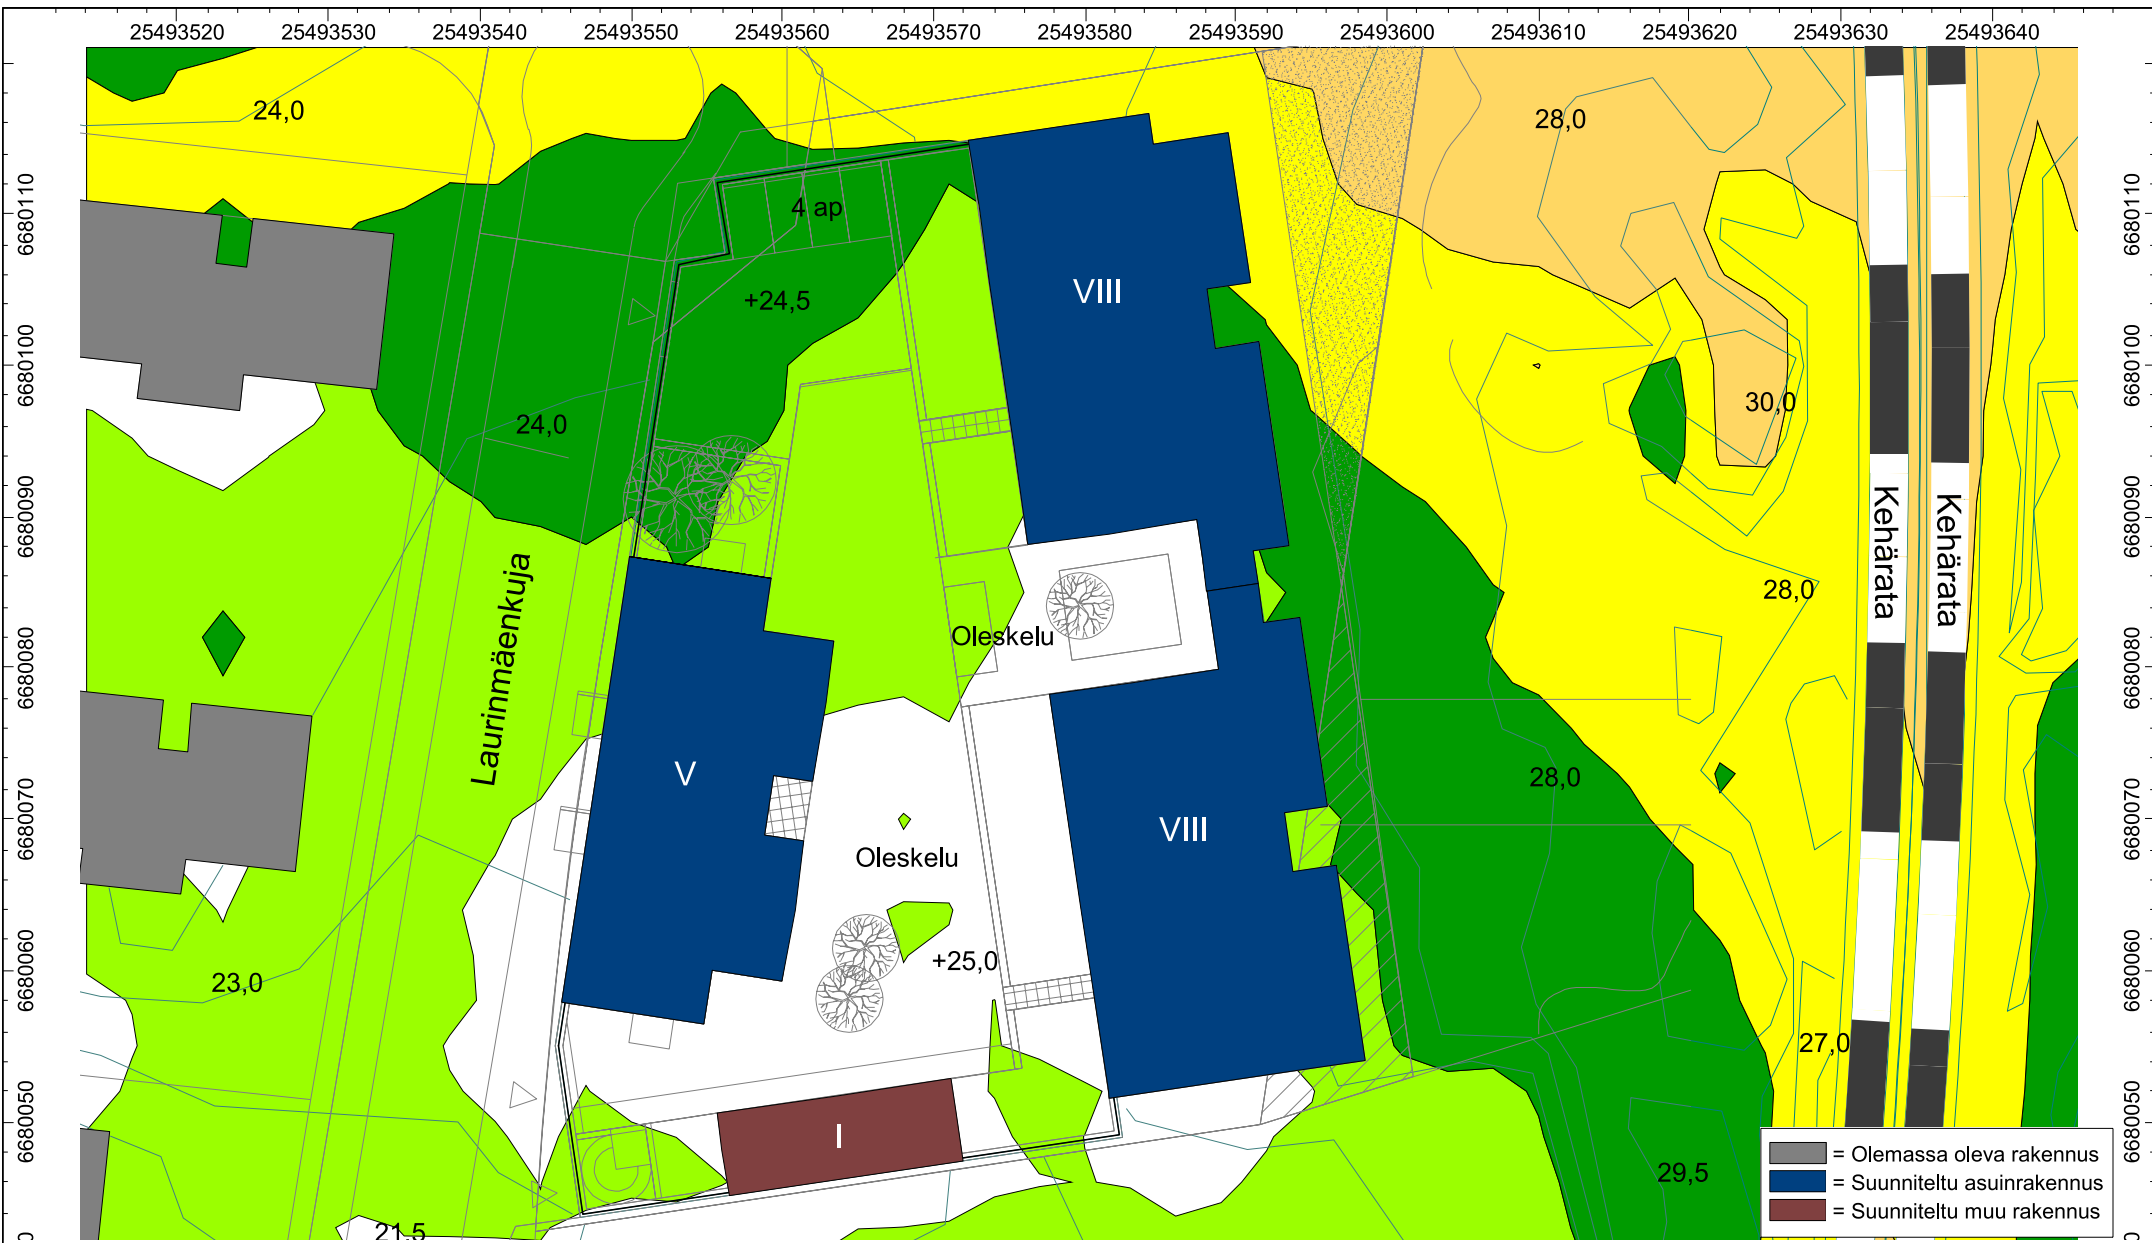 25493520 25493530 25493540 25493550 25493560 25493570 25493580 25493590 25493600 25493610 25493620 25493630 25493640
24,0
28,0
6680110
6680110
4 ap
+24,5
VIII
6680100
6680100
24,0
30,0
6680090
6680090
Kehärata
Kehärata
Laurinmäenkuja
28,0
Oleskelu
6680080
6680080
V
28,0
6680070
6680070
VIII
Oleskelu
+25,0
23,0
6680060
6680060
27,0
6680050
6680050
I
29,5
21,5
= Olemassa oleva rakennus
= Suunniteltu asuinrakennus
= Suunniteltu muu rakennus